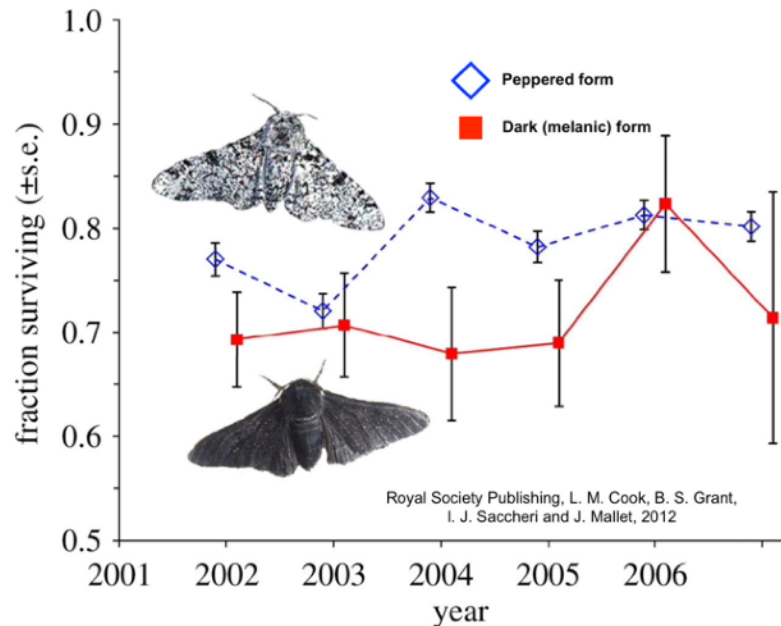 1.0
0.9
0.8
0.7
0.6
0.5
fraction surviving (±s.e.)
Peppered form
Dark (melanic) form
Royal Society Publishing, L. M. Cook, B. S. Grant,
I. J. Saccheri and J. Mallet, 2012
2001 2002 2003 2004 2005 2006
year